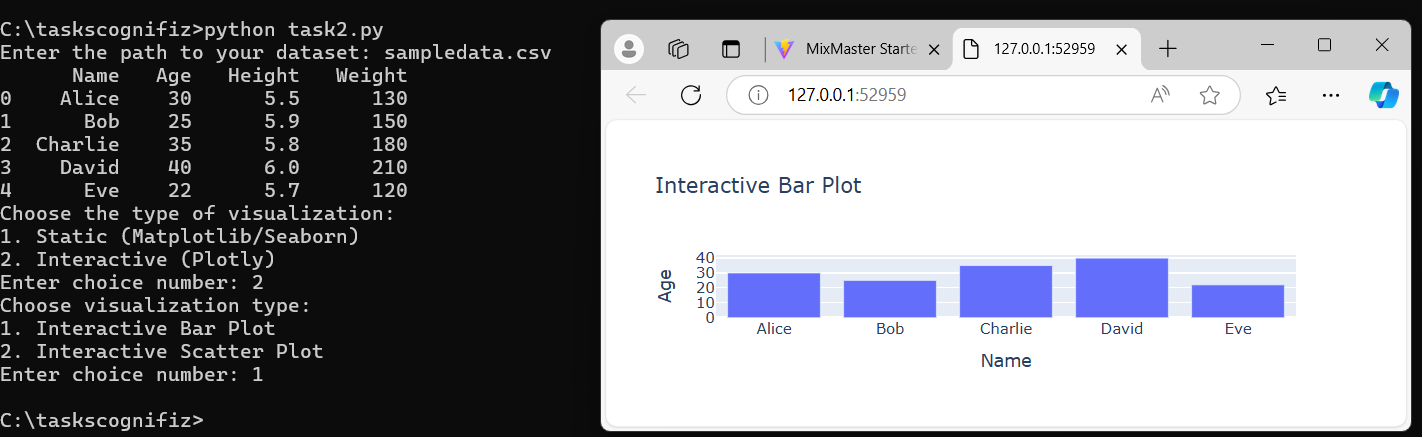 C:\taskscognifiz>python task2.py
Enter the path to your dataset: sampledata.csv
Name Age Height Weight
0 Alice 30 5.5 130
1 Bob 25 5.9 150
2 Charlie 35 5.8 180
3 David 40 6.0 210
4 Eve 22 5.7 120
Choose the type of visualization:
1. Static (Matplotlib/Seaborn)
2. Interactive (Plotly)
Enter choice number: 2
Choose visualization type:
1. Interactive Bar Plot
2. Interactive Scatter Plot
Enter choice number: 1
C:\taskscognifiz>
MixMaster Starte
127.0.0.1:52959
127.0.0.1:52959
Interactive Bar Plot
Age
40
30
20
10
0
Alice Bob Charlie David Eve
Name